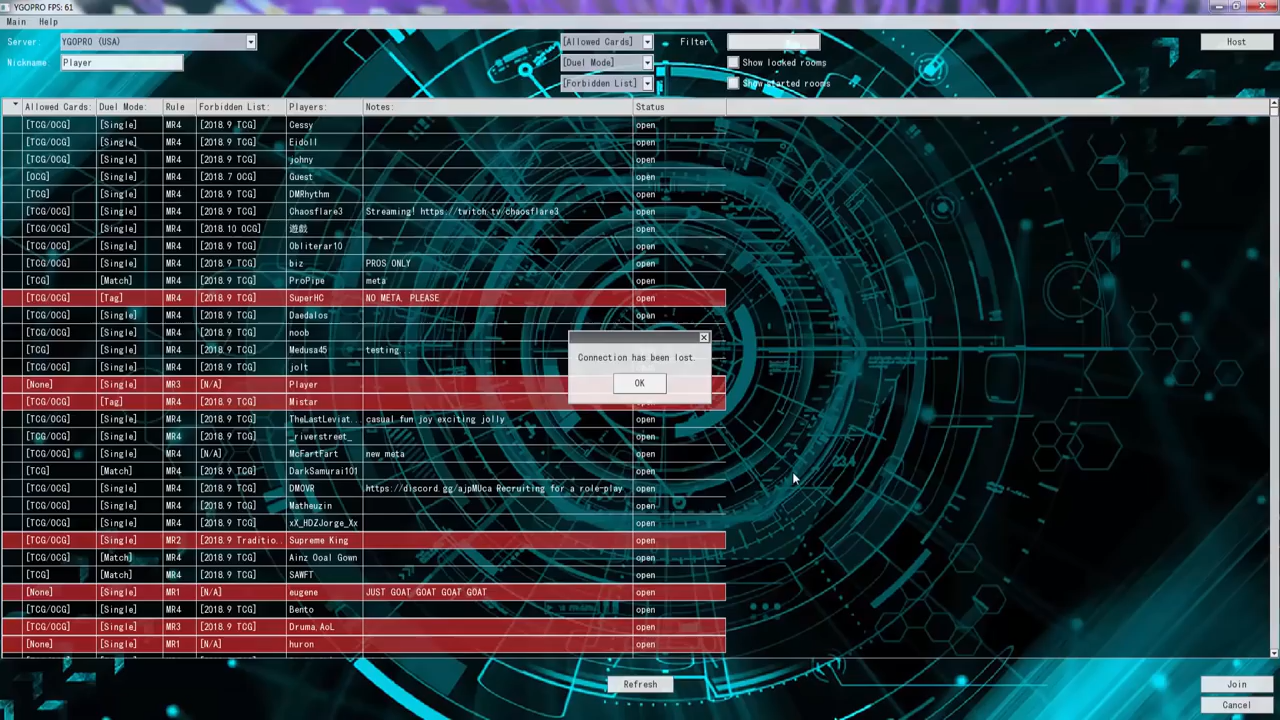 YGOPRO FPS: 61
Main Help
Server: YGOPRO (USA) [Allowed Cards] Filter Host
Nickname: Player [Duel Mode] Show locked rooms
[Forbidden List] Show started rooms
Allowed Cards: Duel Mode: Rule Forbidden List: Players: Notes: Status
[TCG/OCG] [Single] MR4 [2018.9 TCG] Cessy open
[TCG/OCG] [Single] MR4 [2018.9 TCG] Eidoll open
[TCG/OCG] [Single] MR4 [2018.9 TCG] johny open
[OCG] [Single] MR4 [2018.7 OCG] Guest open
[TCG] [Single] MR4 [2018.9 TCG] DMRhythm open
[TCG/OCG] [Single] MR4 [2018.9 TCG] Chaosflare3 Streaming! https://twitch.tv/chaosflare3 open
[TCG/OCG] [Single] MR4 [2018.10 OCG] 遊戯 open
[TCG/OCG] [Single] MR4 [2018.9 TCG] Obliterar10 open
[TCG/OCG] [Single] MR4 [2018.9 TCG] biz PROS ONLY open
[TCG] [Match] MR4 [2018.9 TCG] ProPipe meta open
[TCG/OCG] [Tag] MR4 [2018.9 TCG] SuperHC NO META, PLEASE open
[TCG/OCG] [Single] MR4 [2018.9 TCG] Daedalos open
[TCG/OCG] [Single] MR4 [2018.9 TCG] noob
[TCG] [Single] MR4 [2018.9 TCG] Medusa45 testing...
[TCG/OCG] [Single] MR4 [2018.9 TCG] jolt
Connection has been lost.
OK
[None] [Single] MR3 [N/A] Player
[TCG/OCG] [Tag] MR4 [2018.9 TCG] Mistar
[TCG/OCG] [Single] MR4 [2018.9 TCG] TheLastLeviat... casual fun joy exciting jolly open
[TCG/OCG] [Single] MR4 [2018.9 TCG] _riverstreet_ open
[TCG/OCG] [Single] MR4 [N/A] McFartFart new meta open
[TCG] [Match] MR4 [2018.9 TCG] DarkSamurai101 open
[TCG/OCG] [Single] MR4 [2018.9 TCG] DMOVR https://discord.gg/ajpMUca Recruiting for a role-play open
[TCG/OCG] [Single] MR4 [2018.9 TCG] Matheuzin open
[TCG/OCG] [Single] MR4 [2018.9 TCG] xX_HDZJorge_Xx open
[TCG/OCG] [Single] MR2 [2018.9 Traditio... Supreme King open
[TCG/OCG] [Match] MR4 [2018.9 TCG] Ainz Ooal Gown open
[TCG] [Match] MR4 [2018.9 TCG] SAWFT open
[None] [Single] MR1 [N/A] eugene JUST GOAT GOAT GOAT GOAT open
[TCG/OCG] [Single] MR4 [2018.9 TCG] Bento open
[TCG/OCG] [Single] MR3 [2018.9 TCG] Druma,AoL open
[None] [Single] MR1 [N/A] huron open
Refresh Join
Cancel